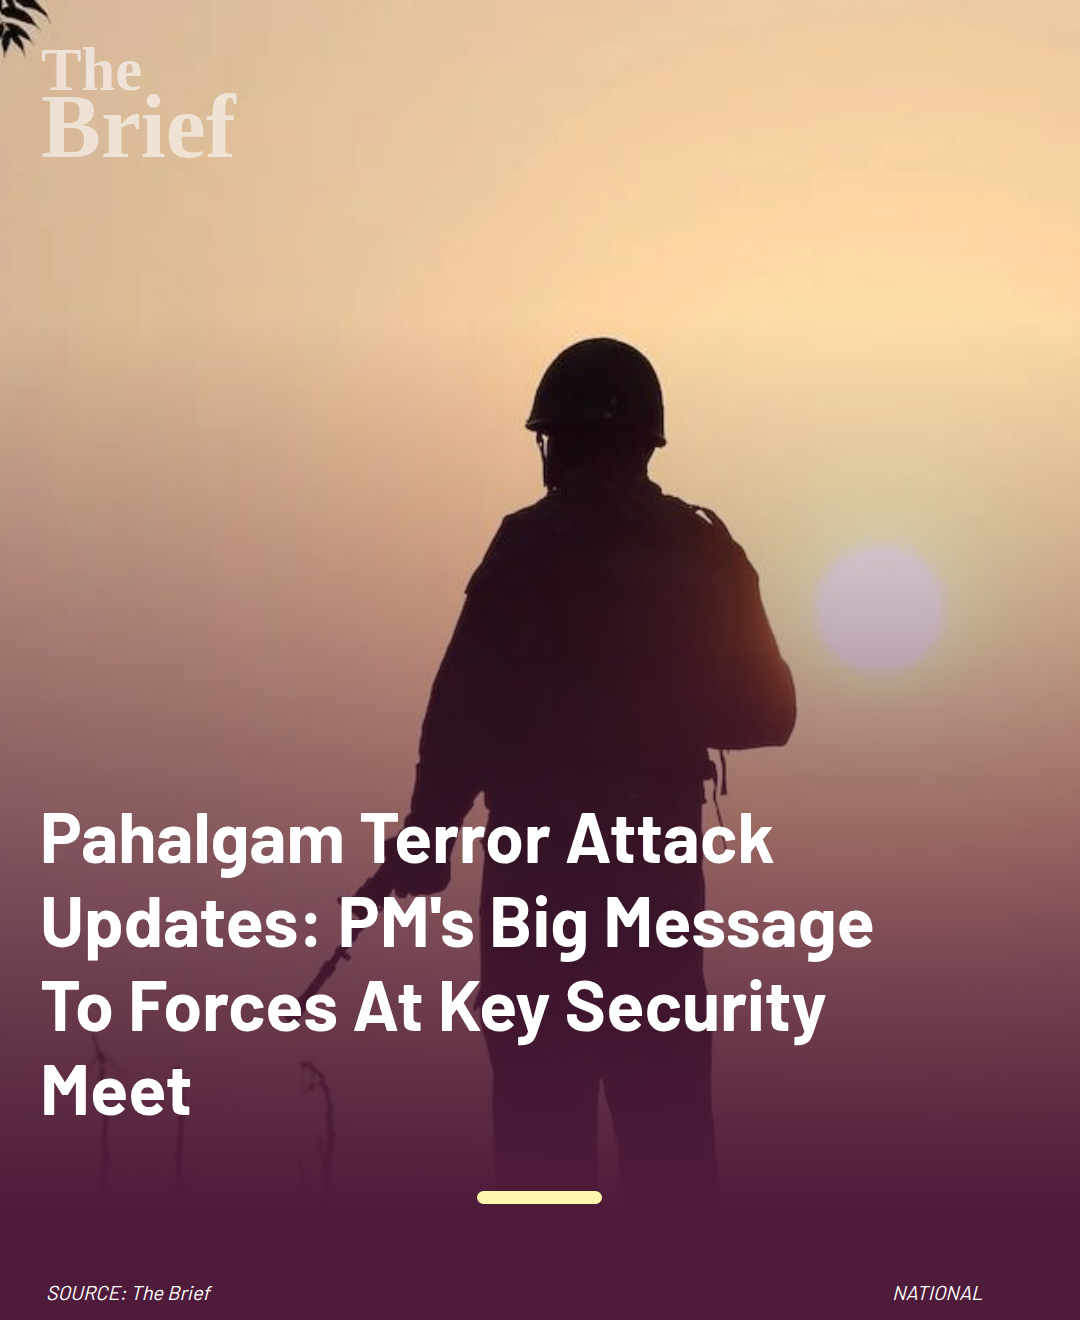 The
Brief
Pahalgam Terror Attack
Updates: PM's Big Message
To Forces At Key Security
Meet
SOURCE: The Brief
NATIONAL